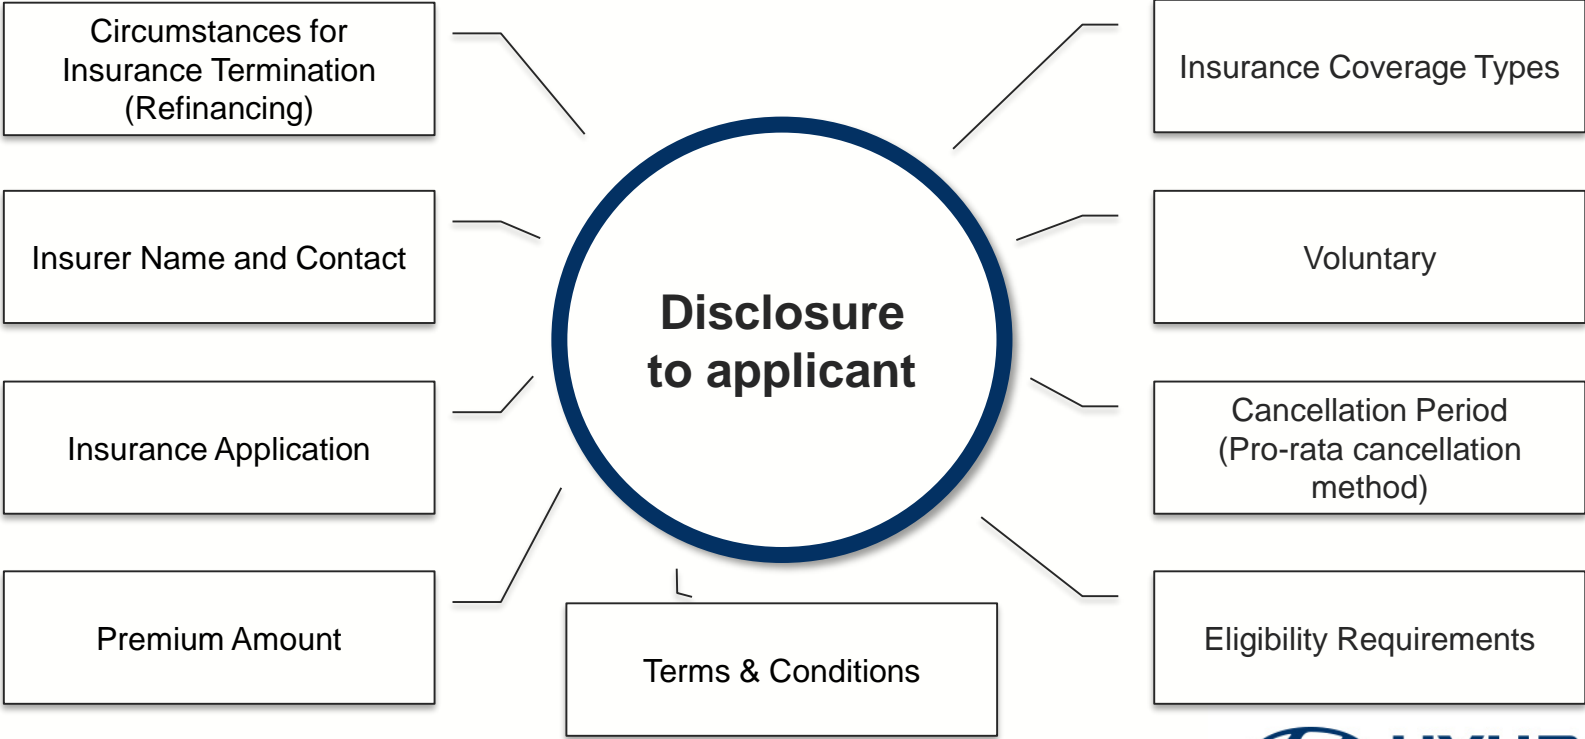 Circumstances for
Insurance Termination
(Refinancing)
Insurance Coverage Types
Insurer Name and Contact
Voluntary
Disclosure
to applicant
Insurance Application
Cancellation Period
(Pro-rata cancellation
method)
Premium Amount
Eligibility Requirements
Terms & Conditions